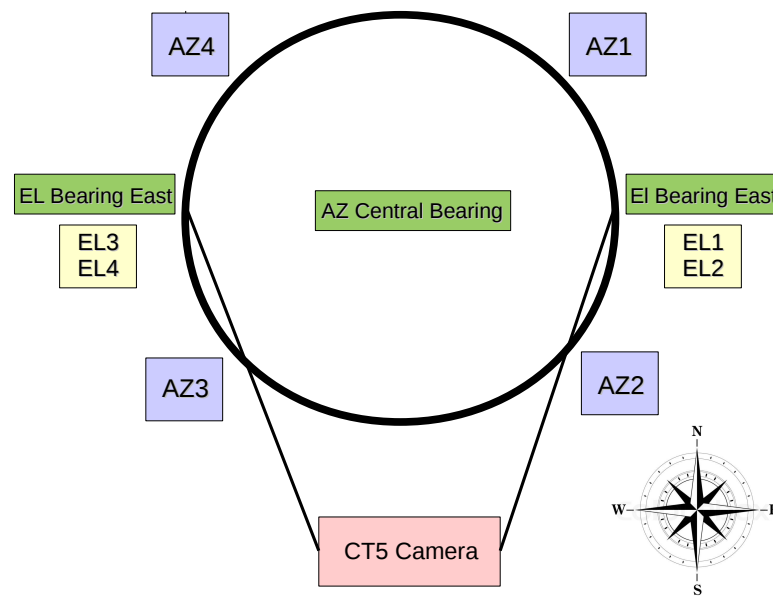 AZ4
AZ1
EL Bearing East
AZ Central Bearing
El Bearing East
EL3
EL4
EL1
EL2
AZ3
AZ2
CT5 Camera
N
W
E
S